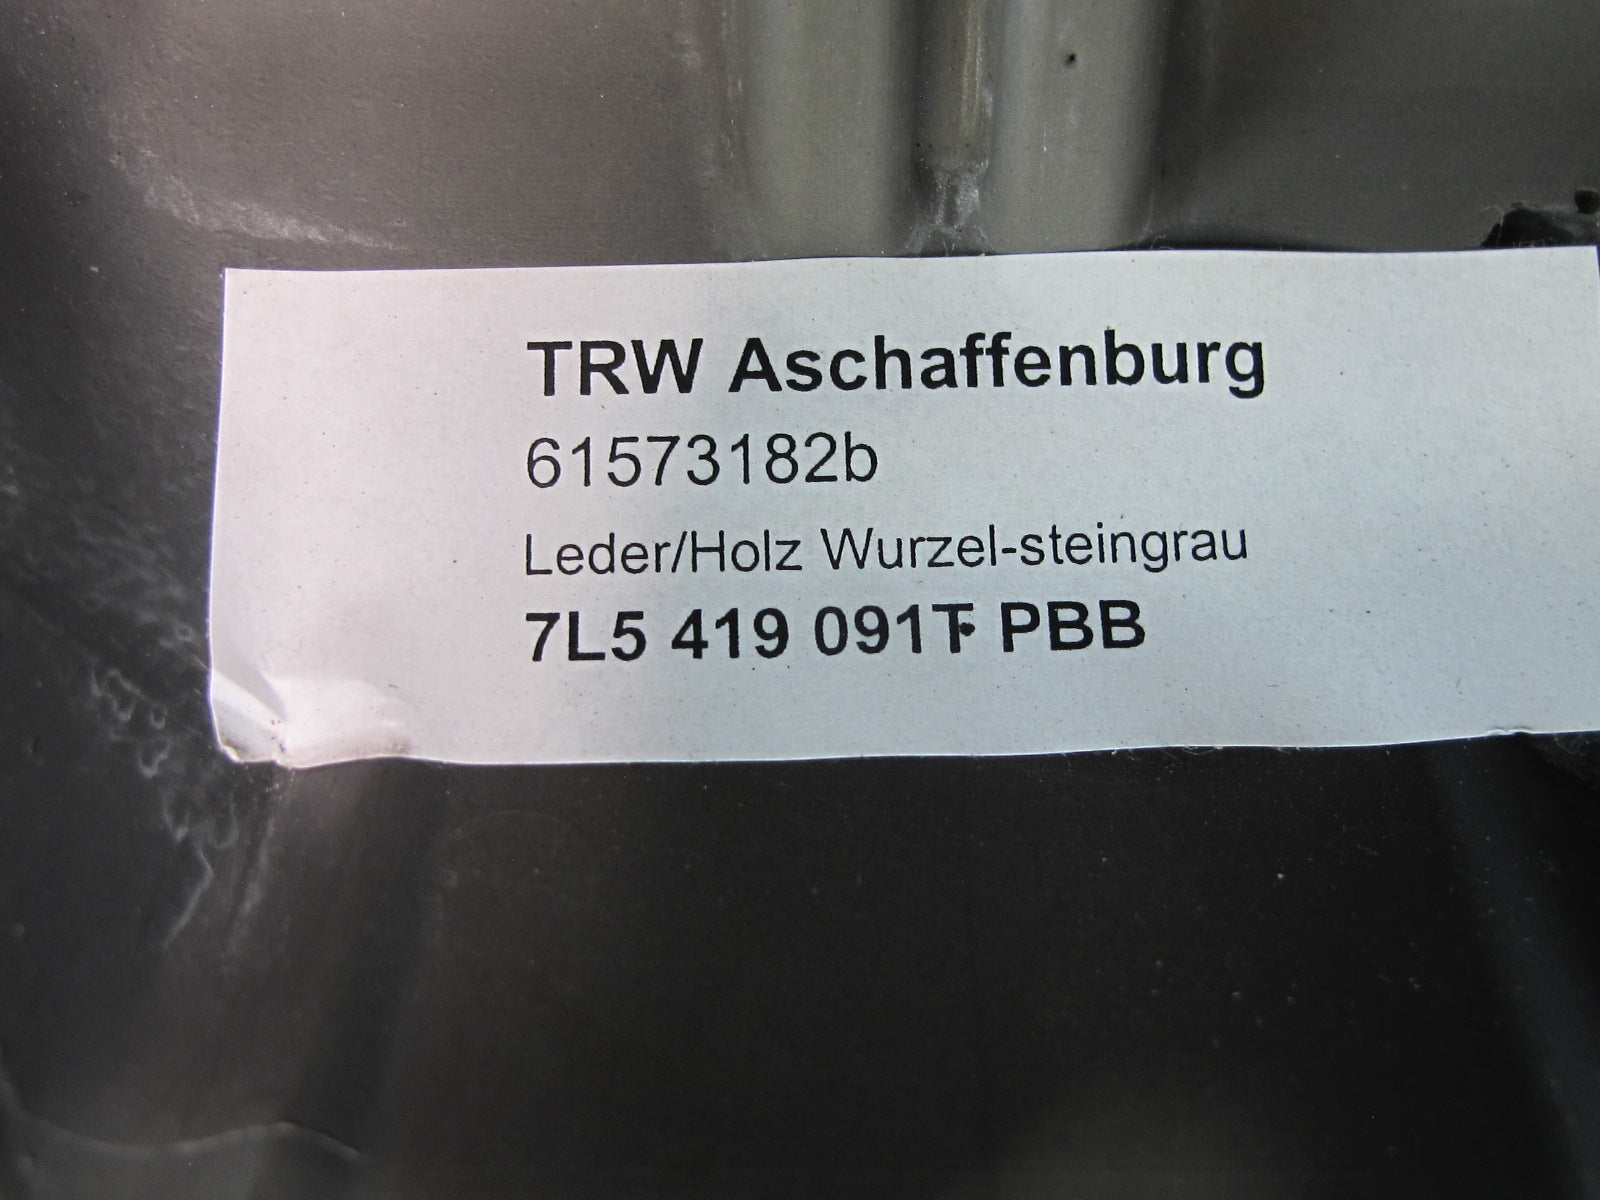 TRW Aschaffenburg
61573182b
Leder/Holz Wurzel-steingrau
7L5 419 091T PBB